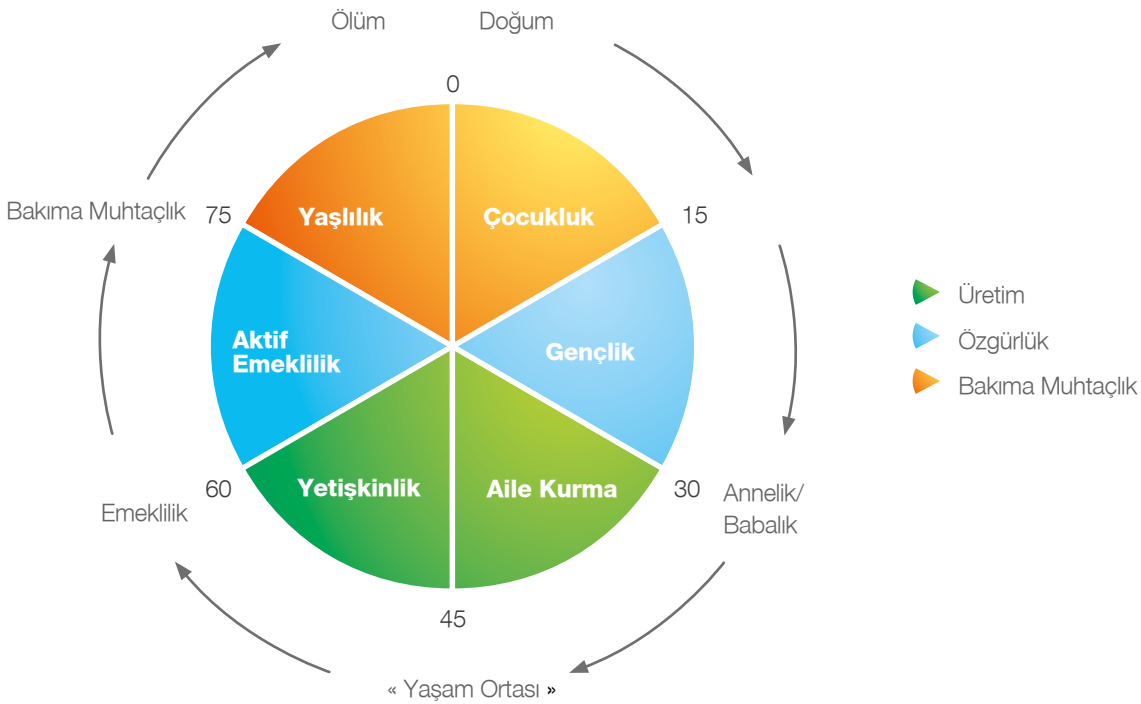 Ölüm
Doğum
0
Bakıma Muhtaçlık
75
Yaşlılık
Çocukluk
15
Aktif
Emeklilik
Gençlik
Üretim
Özgürlük
Bakıma Muhtaçlık
60
Yetişkinlik
Aile Kurma
30
Annelik/
Babalık
Emeklilik
45
« Yaşam Ortası »